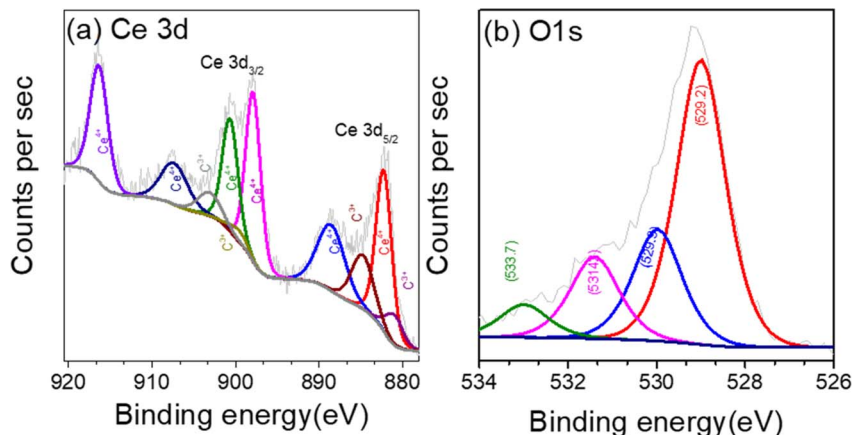 (a) Ce 3d
Counts per sec
Ce 3d3/2
Ce 3d5/2
Ce4+
Ce4+
C3+
Ce4+
Ce4+
C3+
Ce4+
C3+
Ce4+
C3+
920 910 900 890 880
Binding energy(eV)
(b) O1s
Counts per sec
(533.7)
(529.2)
534 532 530 528 526
Binding energy(eV)